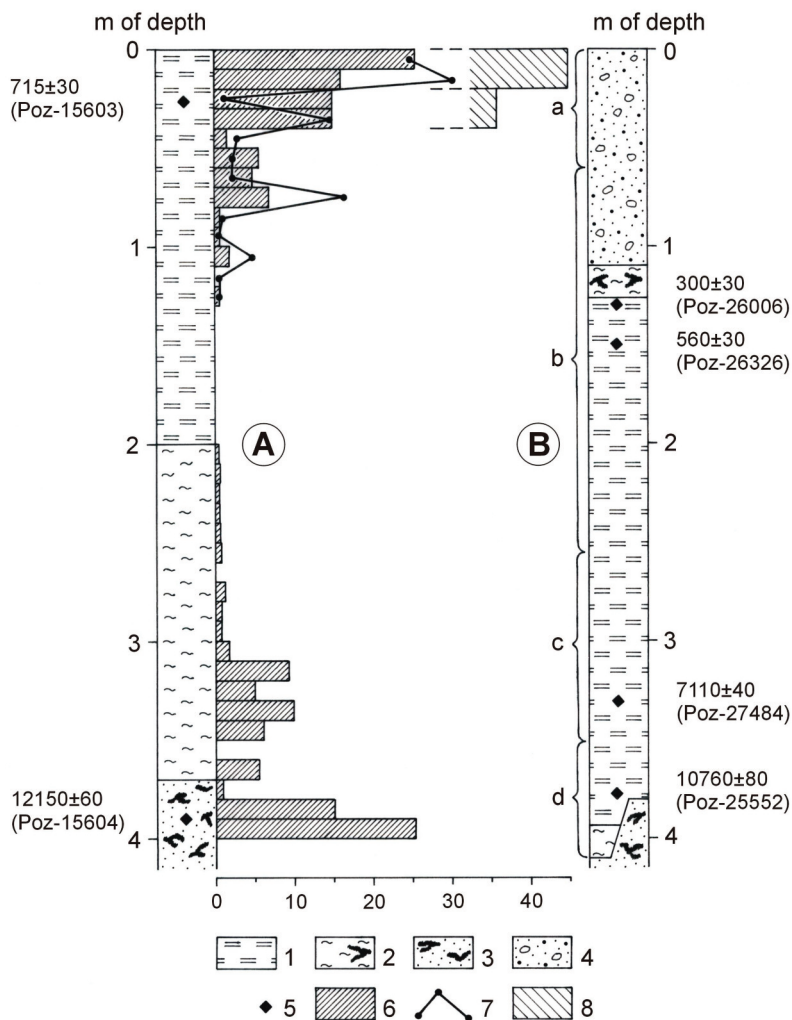 m of depth
m of depth
0
0
715±30
(Poz-15603)
a
1
1
300±30
(Poz-26006)
560±30
(Poz-26326)
b
2
A
B
2
c
3
3
7110±40
(Poz-27484)
12150±60
(Poz-15604)
10760±80
(Poz-25552)
d
4
4
0 10 20 30 40
1 2 3 4
5 6 7 8